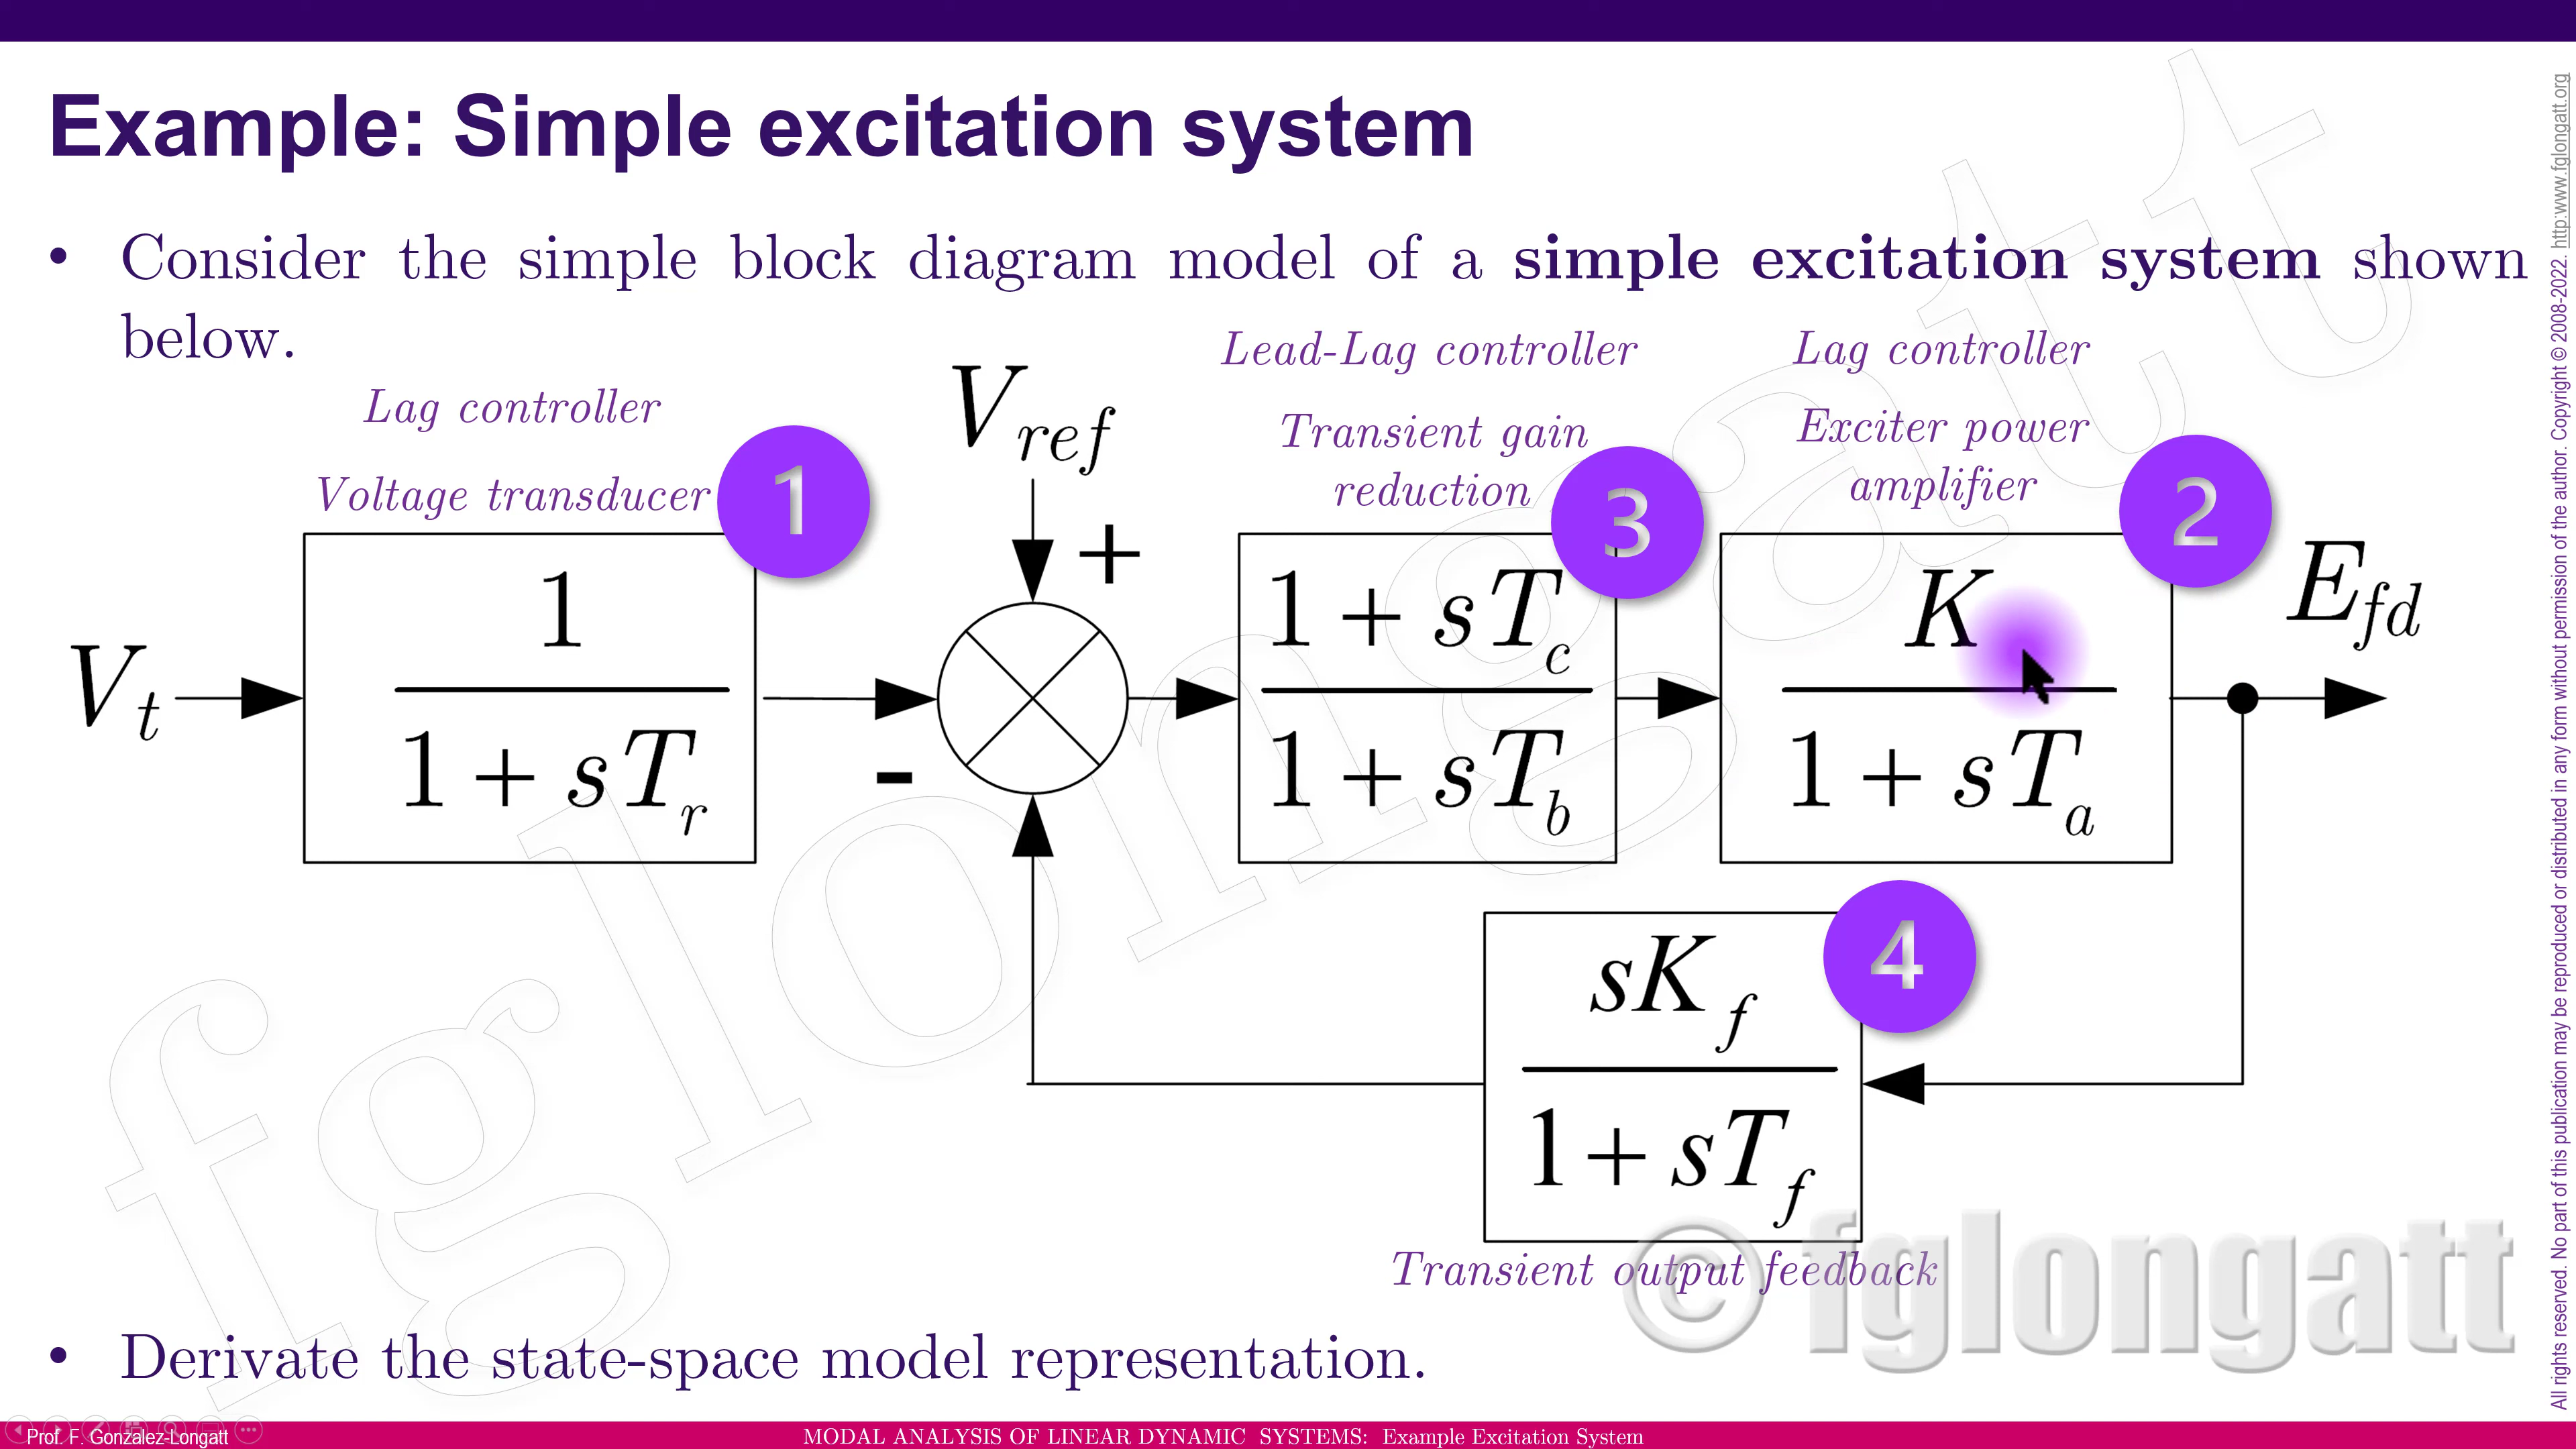 Example: Simple excitation system
• Consider the simple block diagram model of a simple excitation system shown
below.
Lag controller
Voltage transducer
1
V_ref
+
Lead-Lag controller
Transient gain
reduction
3
Lag controller
Exciter power
amplifier
2
V_t
1
1 + sT_r
-
1 + sT_c
1 + sT_b
K
1 + sT_a
E_fd
4
sK_f
1 + sT_f
Transient output feedback
© fglongatt
fglongatt
• Derivate the state-space model representation.
Prof. F. Gonzalez-Longatt
MODAL ANALYSIS OF LINEAR DYNAMIC SYSTEMS: Example Excitation System
All rights reserved. No part of this publication may be reproduced or distributed in any form without permission of the author. Copyright © 2008-2022. http:www.fglongatt.org